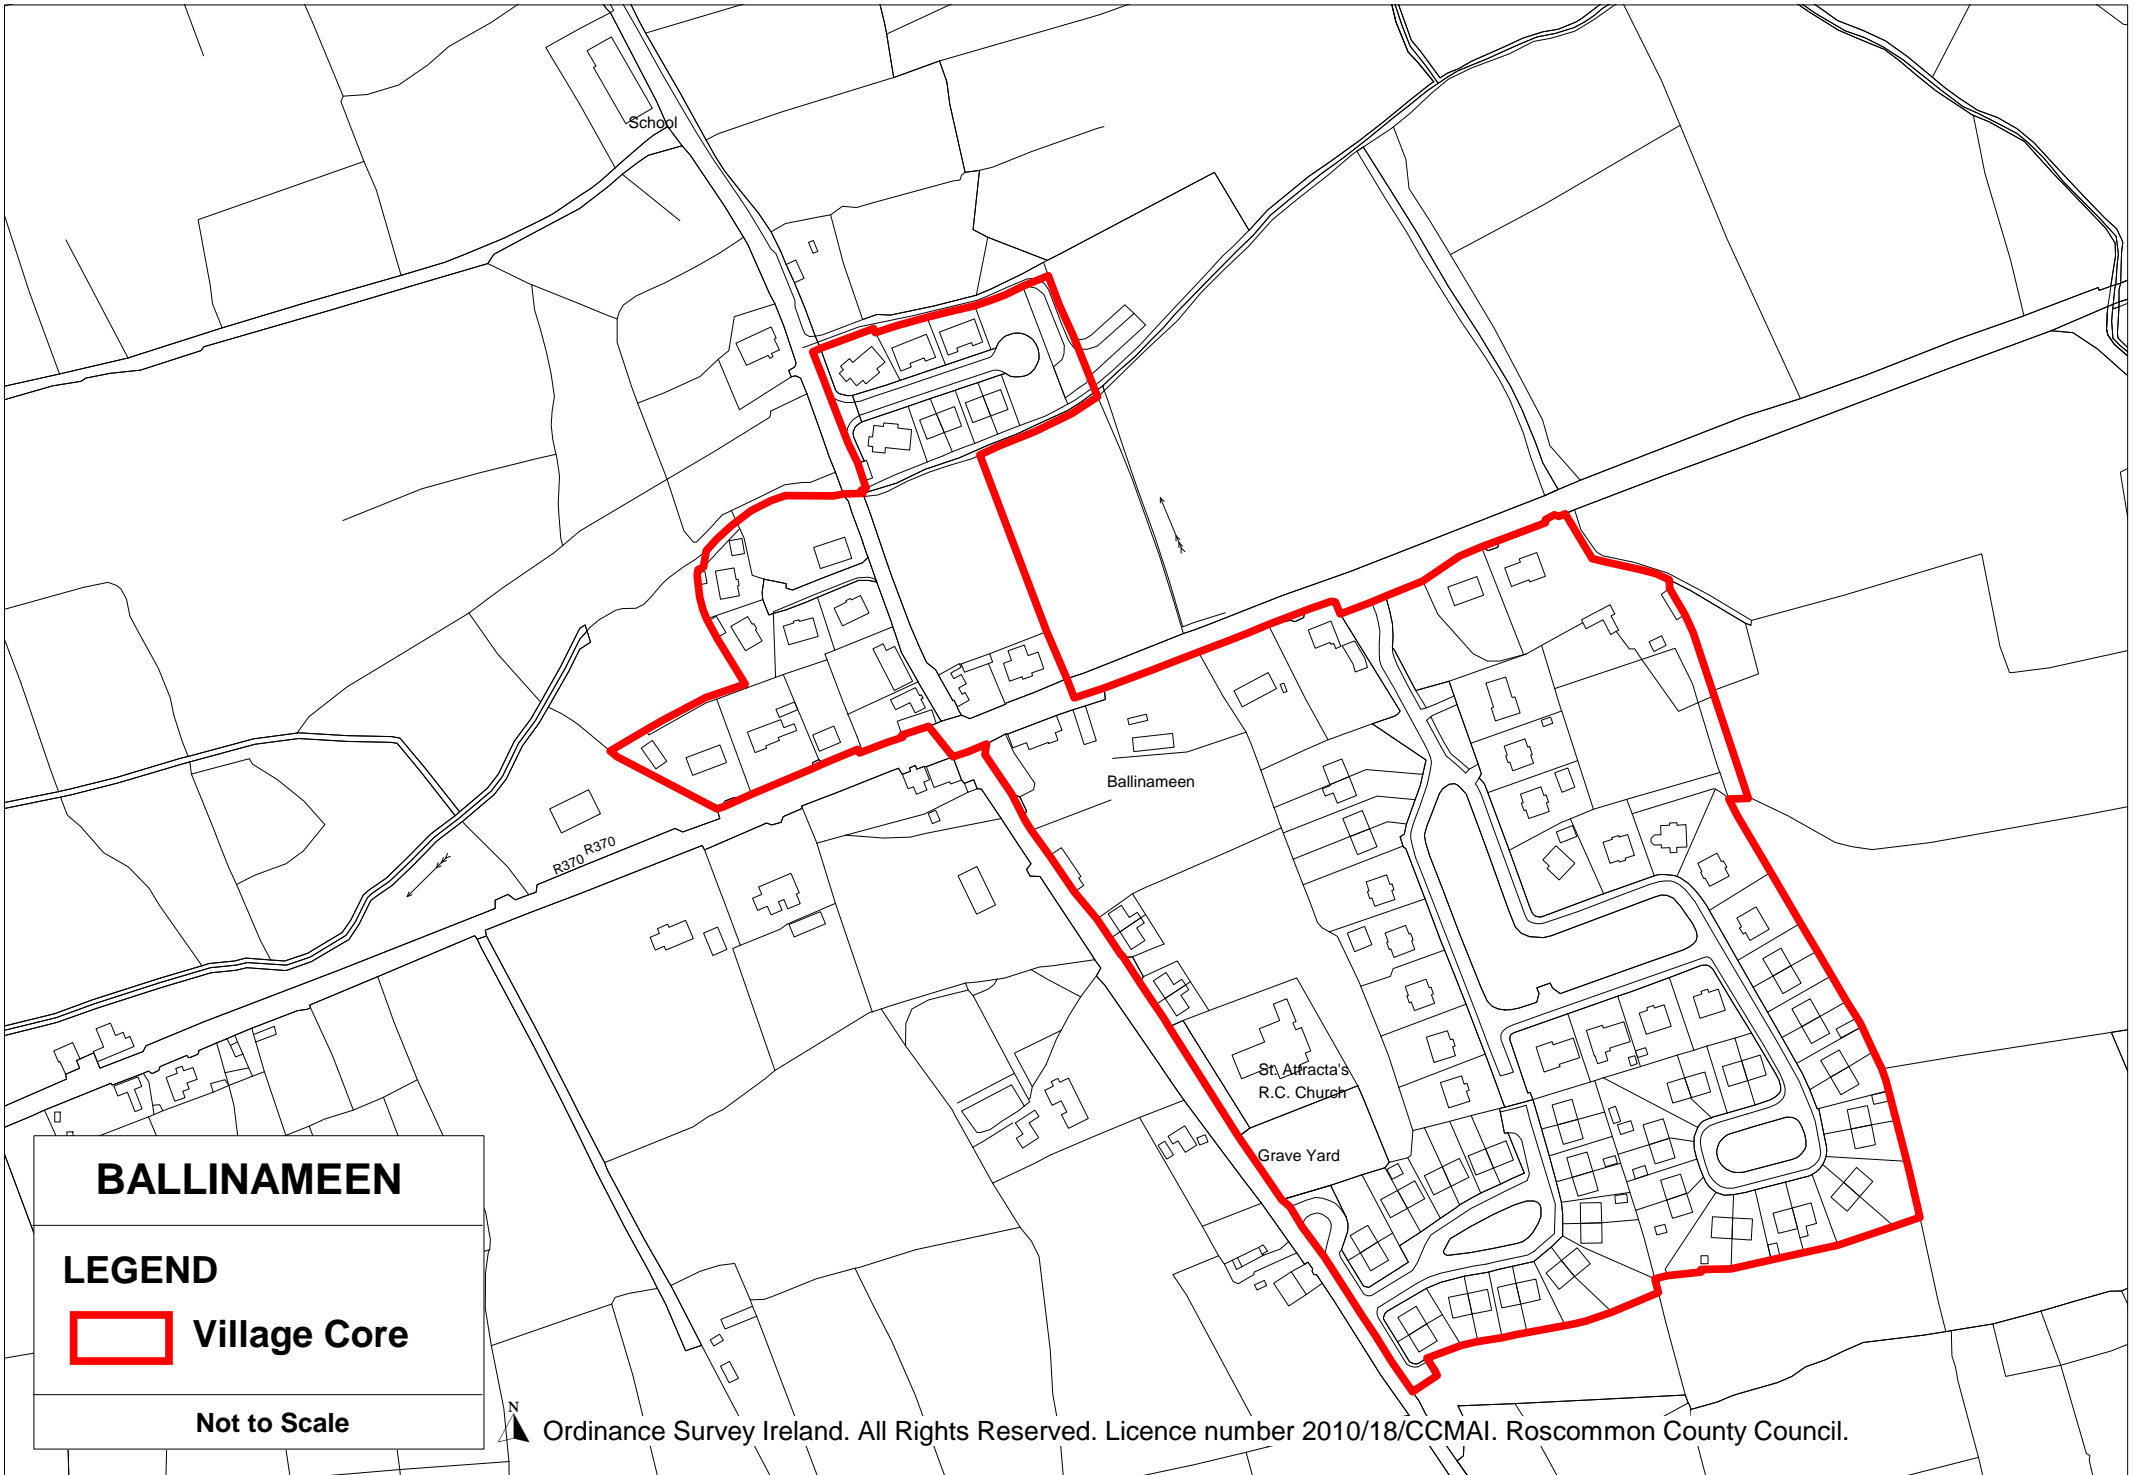 School
Ballinameen
R370
R370
St. Attracta's
R.C. Church
Grave Yard
BALLINAMEEN
LEGEND
Village Core
Not to Scale
N
Ordinance Survey Ireland. All Rights Reserved. Licence number 2010/18/CCMAI. Roscommon County Council.